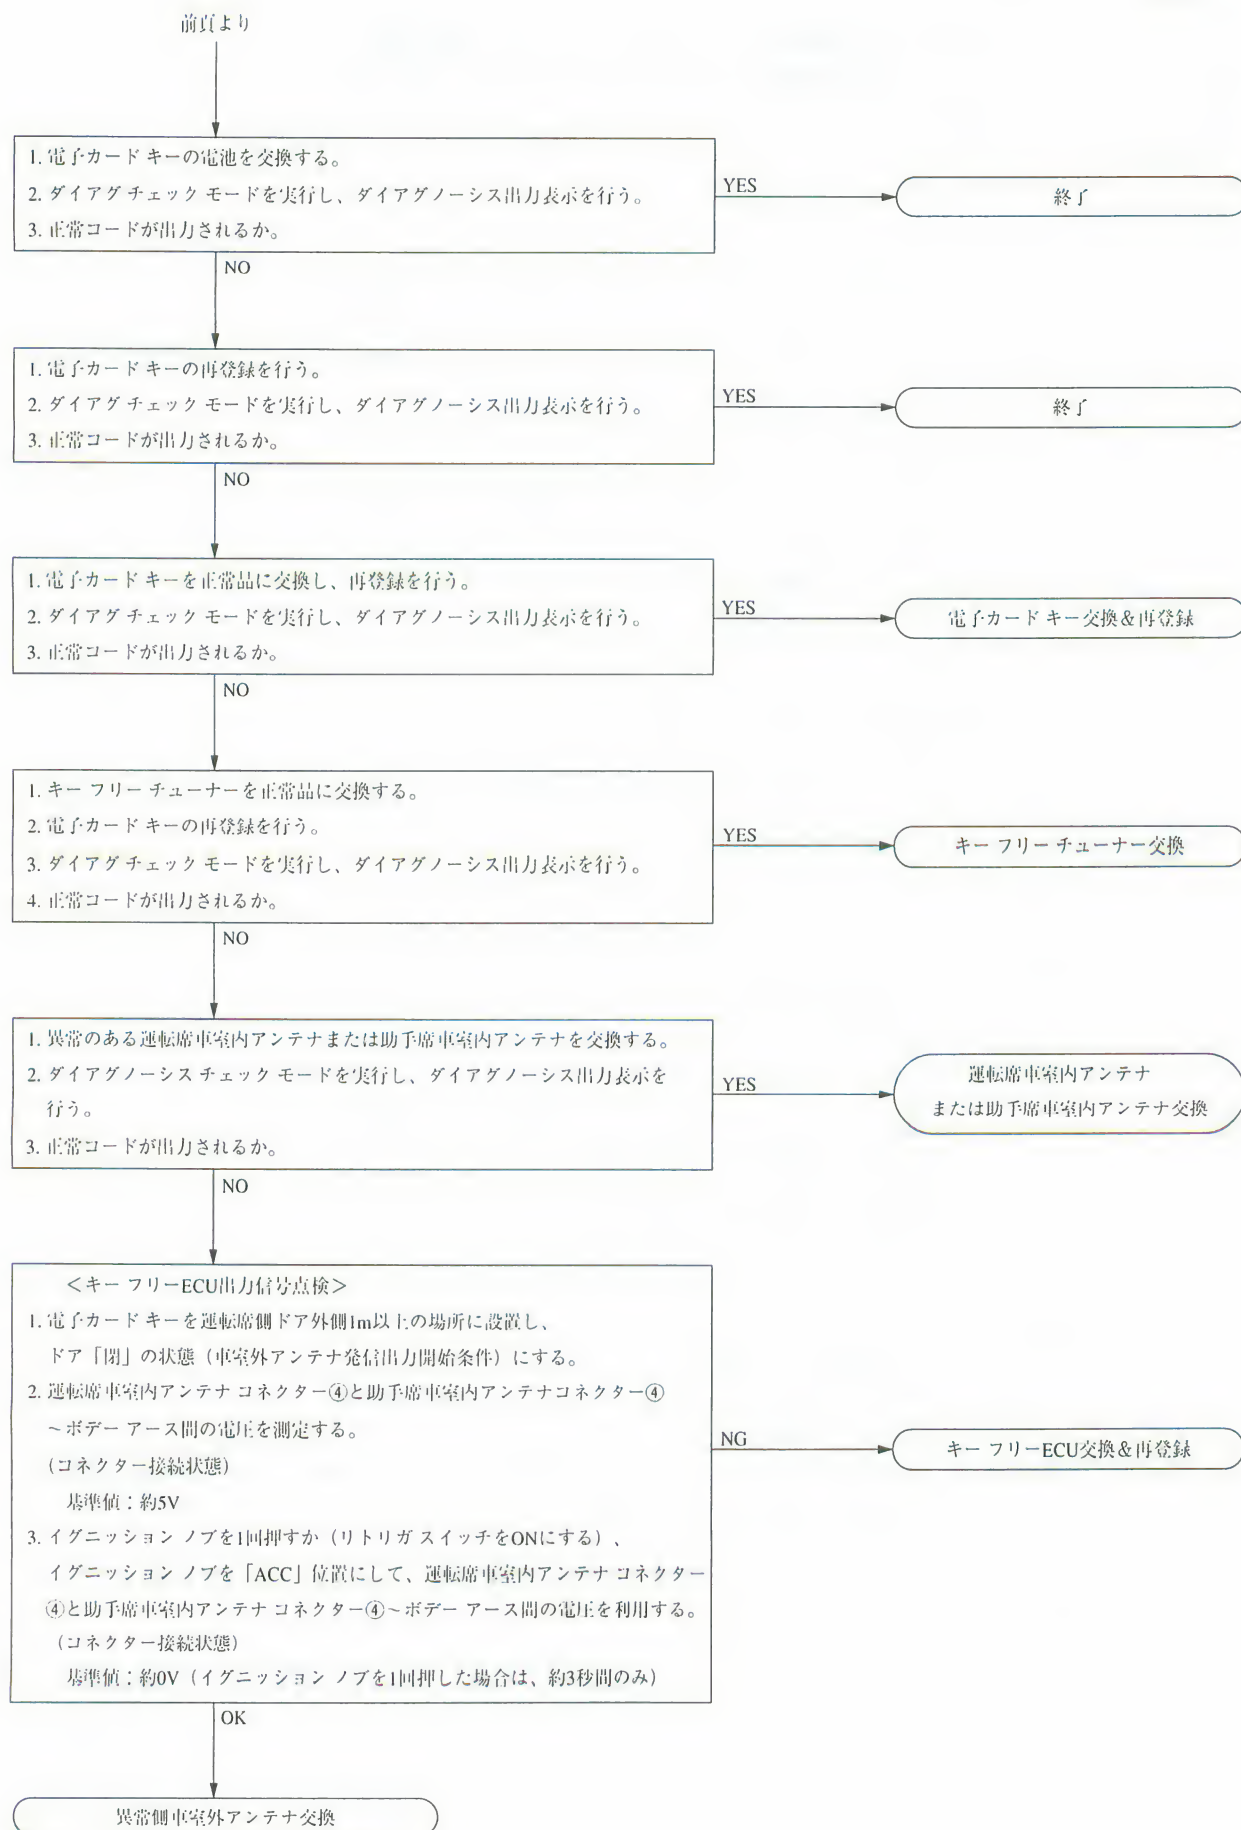 前頁より
1. 電子カード キーの電池を交換する。
2. ダイアグ チェック モードを実行し、ダイアグノーシス出力表示を行う。
3. 正常コードが出力されるか。
YES
終了
NO
1. 電子カード キーの再登録を行う。
2. ダイアグ チェック モードを実行し、ダイアグノーシス出力表示を行う。
3. 正常コードが出力されるか。
YES
終了
NO
1. 電子カード キーを正常品に交換し、再登録を行う。
2. ダイアグ チェック モードを実行し、ダイアグノーシス出力表示を行う。
3. 正常コードが出力されるか。
YES
電子カード キー交換&再登録
NO
1. キー フリー チューナーを正常品に交換する。
2. 電子カード キーの再登録を行う。
3. ダイアグ チェック モードを実行し、ダイアグノーシス出力表示を行う。
4. 正常コードが出力されるか。
YES
キー フリー チューナー交換
NO
1. 異常のある運転席車室内アンテナまたは助手席車室内アンテナを交換する。
2. ダイアグノーシス チェック モードを実行し、ダイアグノーシス出力表示を
行う。
3. 正常コードが出力されるか。
YES
運転席車室内アンテナ
または助手席車室内アンテナ交換
NO
<キー フリーECU出力信号点検>
1. 電子カード キーを運転席側ドア外側1m以上の場所に設置し、
ドア「閉」の状態（車室外アンテナ発信出力開始条件）にする。
2. 運転席車室内アンテナ コネクター④と助手席車室内アンテナコネクター④
～ボデー アース間の電圧を測定する。
（コネクター接続状態）
基準値：約5V
3. イグニッション ノブを1回押すか（リトリガ スイッチをONにする）、
イグニッション ノブを「ACC」位置にして、運転席車室内アンテナ コネクター
④と助手席車室内アンテナ コネクター④～ボデー アース間の電圧を利用する。
（コネクター接続状態）
基準値：約0V（イグニッション ノブを1回押した場合は、約3秒間のみ）
NG
キー フリーECU交換&再登録
OK
異常側車室外アンテナ交換